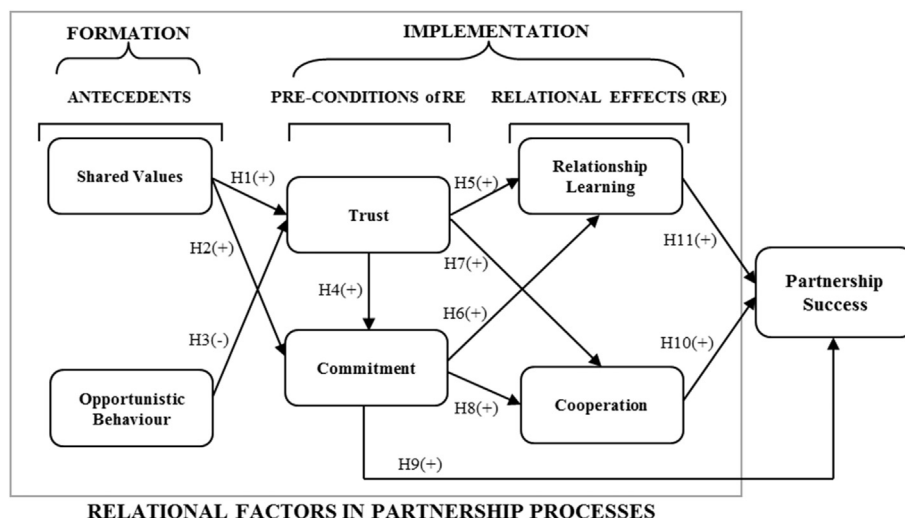 FORMATION
IMPLEMENTATION
ANTECEDENTS
PRE-CONDITIONS of RE
RELATIONAL EFFECTS (RE)
Shared Values
H1(+)
Trust
H5(+)
Relationship
Learning
H2(+)
H7(+)
H11(+)
H4(+)
H6(+)
Partnership
Success
H3(-)
H10(+)
Commitment
Opportunistic
Behaviour
H8(+)
Cooperation
H9(+)
RELATIONAL FACTORS IN PARTNERSHIP PROCESSES